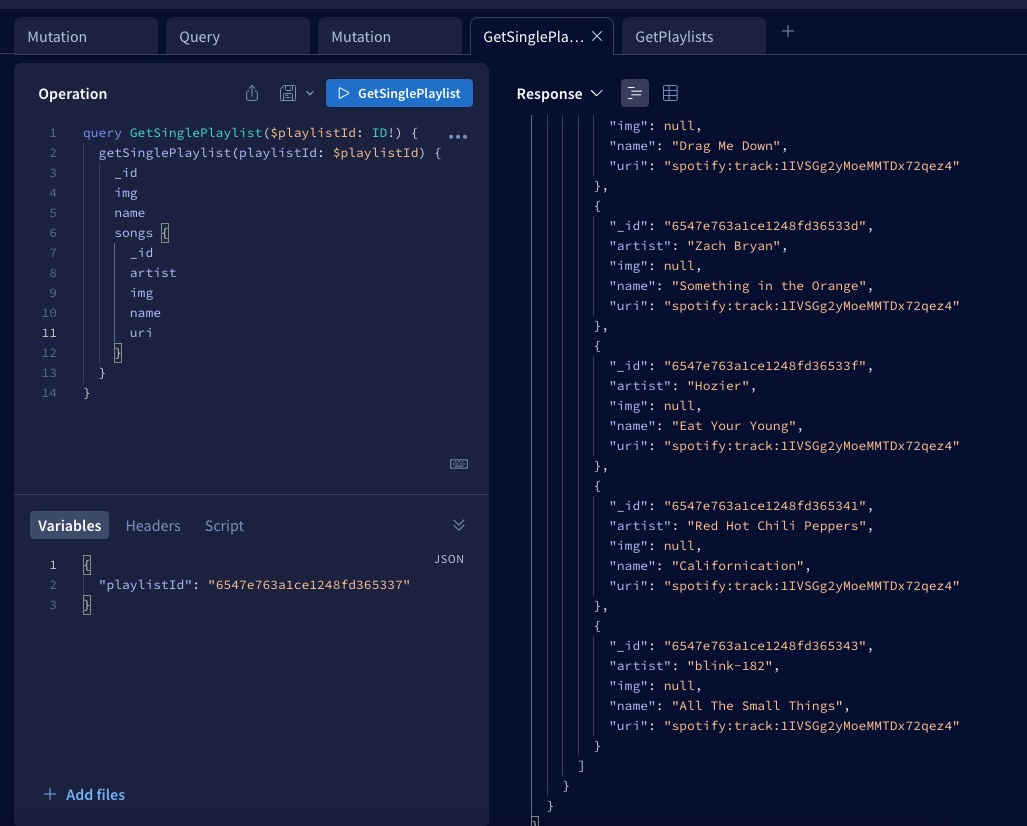 Mutation
Query
Mutation
GetSinglePla...
GetPlaylists
Operation
GetSinglePlaylist
1 query GetSinglePlaylist($playlistId: ID!) {
2 getSinglePlaylist(playlistId: $playlistId) {
3 _id
4 img
5 name
6 songs {
7 _id
8 artist
9 img
10 name
11 uri
12 }
13 }
14 }
Variables
Headers
Script
JSON
1 {
2 "playlistId": "6547e763a1ce1248fd365337"
3 }
Add files
Response
"img": null,
"name": "Drag Me Down",
"uri": "spotify:track:1IVSGg2yMoeMMTDx72qez4"
},
{
"_id": "6547e763a1ce1248fd36533d",
"artist": "Zach Bryan",
"img": null,
"name": "Something in the Orange",
"uri": "spotify:track:1IVSGg2yMoeMMTDx72qez4"
},
{
"_id": "6547e763a1ce1248fd36533f",
"artist": "Hozier",
"img": null,
"name": "Eat Your Young",
"uri": "spotify:track:1IVSGg2yMoeMMTDx72qez4"
},
{
"_id": "6547e763a1ce1248fd365341",
"artist": "Red Hot Chili Peppers",
"img": null,
"name": "Californication",
"uri": "spotify:track:1IVSGg2yMoeMMTDx72qez4"
},
{
"_id": "6547e763a1ce1248fd365343",
"artist": "blink-182",
"img": null,
"name": "All The Small Things",
"uri": "spotify:track:1IVSGg2yMoeMMTDx72qez4"
}
]
}
}
}